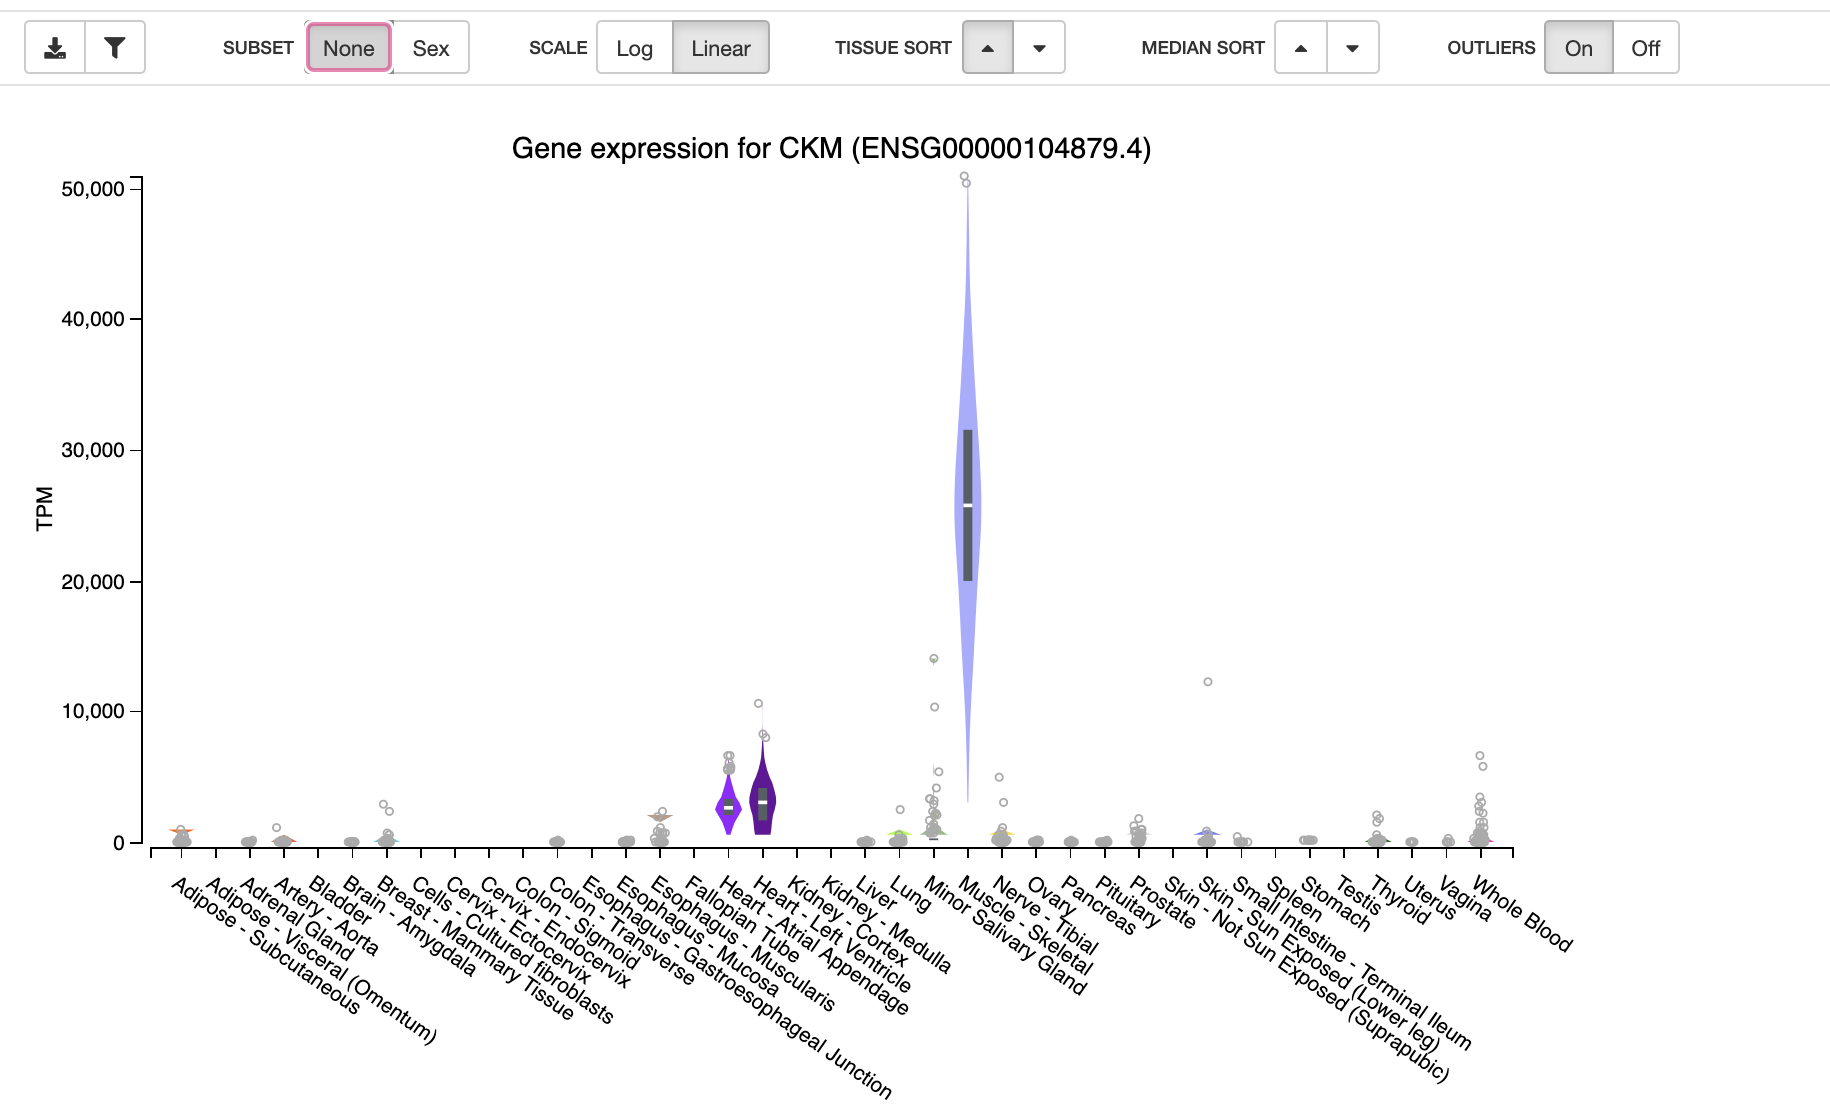 SUBSET None Sex SCALE Log Linear TISSUE SORT MEDIAN SORT OUTLIERS On Off
Gene expression for CKM (ENSG00000104879.4)
50,000
40,000
30,000
20,000
10,000
0
TPM
Adipose - Subcutaneous
Adipose - Visceral (Omentum)
Adrenal Gland
Artery - Aorta
Bladder
Brain - Amygdala
Breast - Mammary Tissue
Cells - Cultured fibroblasts
Cervix - Ectocervix
Cervix - Endocervix
Colon - Sigmoid
Colon - Transverse
Esophagus - Gastroesophageal Junction
Esophagus - Mucosa
Esophagus - Muscularis
Fallopian Tube
Heart - Atrial Appendage
Heart - Left Ventricle
Kidney - Cortex
Kidney - Medulla
Liver
Lung
Minor Salivary Gland
Muscle - Skeletal
Nerve - Tibial
Ovary
Pancreas
Pituitary
Prostate
Skin - Not Sun Exposed (Suprapubic)
Skin - Sun Exposed (Lower leg)
Small Intestine - Terminal Ileum
Spleen
Stomach
Testis
Thyroid
Uterus
Vagina
Whole Blood